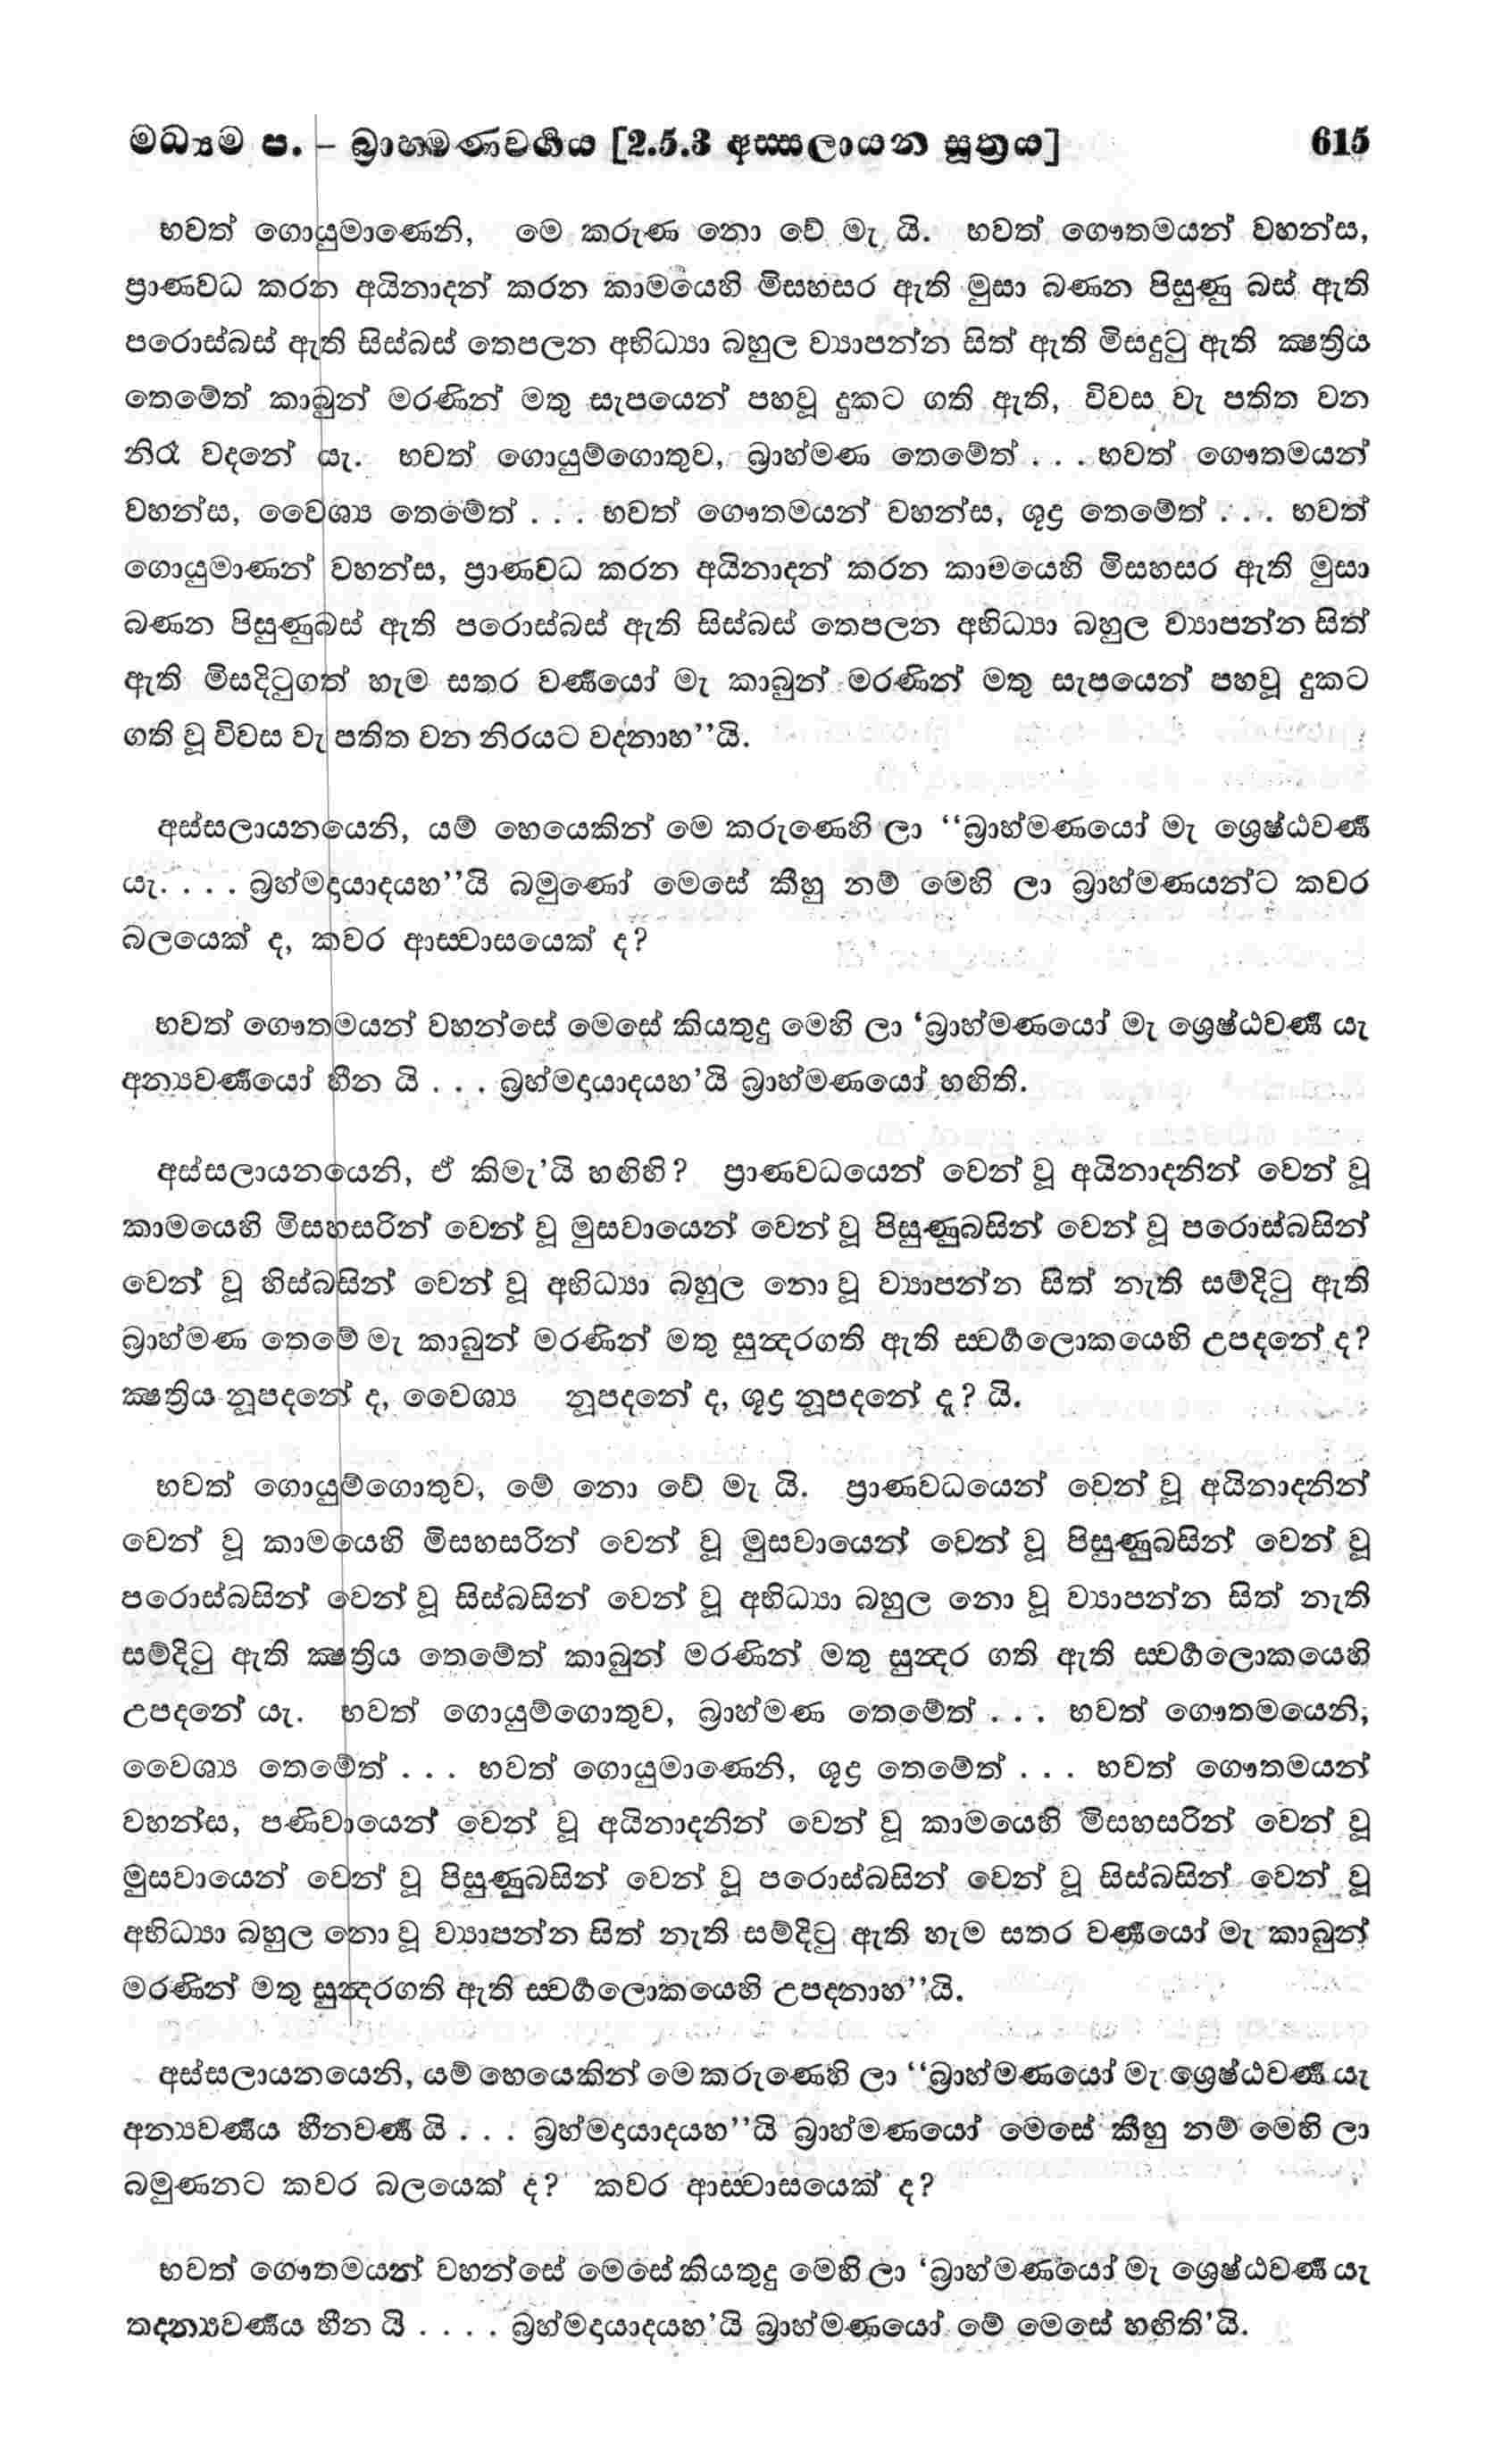 මධ්‍යම ප. – බ්‍රාහ්මණවර්‍ගය [2.5.3 අස්සලායන සූත්‍රය] 615
භවත් ගොයුමාණෙනි, මෙ කරුණ නො වේ මැ යි. භවත් ගෞතමයන් වහන්ස,
ප්‍රාණවධ කරන අයිනාදන් කරන කාමයෙහි මිසහසර ඇති මුසා බණන පිසුණු බස් ඇති
පරොස්බස් ඇති සිස්බස් තෙපලන අභිධ්‍යා බහුල ව්‍යාපන්න සිත් ඇති මිසදුටු ඇති ක්‍ෂත්‍රිය
තෙමේත් කාබුන් මරණින් මතු සැපයෙන් පහවූ දුකට ගති ඇති, විවස වැ පතිත වන
නිරෑ වදනේ යැ. භවත් ගොයුම්ගොතුව, බ්‍රාහ්මණ තෙමේත් . . . භවත් ගෞතමයන්
වහන්ස, වෛශ්‍ය තෙමේත් . . . භවත් ගෞතමයන් වහන්ස, ශූද්‍ර තෙමේත් . . . භවත්
ගොයුමාණන් වහන්ස, ප්‍රාණවධ කරන අයිනාදන් කරන කාමයෙහි මිසහසර ඇති මුසා
බණන පිසුණුබස් ඇති පරොස්බස් ඇති සිස්බස් තෙපලන අභිධ්‍යා බහුල ව්‍යාපන්න සිත්
ඇති මිසදිටුගත් හැම සතර වර්‍ණයෝ මැ කාබුන් මරණින් මතු සැපයෙන් පහවූ දුකට
ගති වූ විවස වැ පතිත වන නිරයට වදනාහ’’යි.
අස්සලායනයෙනි, යම් හෙයෙකින් මෙ කරුණෙහි ලා ‘‘බ්‍රාහ්මණයෝ මැ ශ්‍රෙෂ්ඨවර්‍ණ
යැ. . . . බ්‍රහ්මදායාදයහ’’යි බමුණෝ මෙසේ කීහු නම් මෙහි ලා බ්‍රාහ්මණයන්ට කවර
බලයෙක් ද, කවර ආස්වාසයෙක් ද?
භවත් ගෞතමයන් වහන්සේ මෙසේ කියතුදු මෙහි ලා ‘බ්‍රාහ්මණයෝ මැ ශ්‍රෙෂ්ඨවර්‍ණ යැ
අන්‍යවර්‍ණයෝ හීන යි . . . බ්‍රහ්මදායාදයහ’යි බ්‍රාහ්මණයෝ හඟිති.
අස්සලායනයෙනි, ඒ කිමැ’යි හඟිහි? ප්‍රාණවධයෙන් වෙන් වූ අයිනාදනින් වෙන් වූ
කාමයෙහි මිසහසරින් වෙන් වූ මුසවායෙන් වෙන් වූ පිසුණුබසින් වෙන් වූ පරොස්බසින්
වෙන් වූ හිස්බසින් වෙන් වූ අභිධ්‍යා බහුල නො වූ ව්‍යාපන්න සිත් නැති සම්දිටු ඇති
බ්‍රාහ්මණ තෙමේ මැ කාබුන් මරණින් මතු සුන්‍දරගති ඇති ස්වර්‍ගලොකයෙහි උපදනේ ද?
ක්‍ෂත්‍රිය නූපදනේ ද, වෛශ්‍ය නූපදනේ ද, ශූද්‍ර නූපදනේ ද? යි.
භවත් ගොයුම්ගොතුව, මේ නො වේ මැ යි. ප්‍රාණවධයෙන් වෙන් වූ අයිනාදනින්
වෙන් වූ කාමයෙහි මිසහසරින් වෙන් වූ මුසවායෙන් වෙන් වූ පිසුණුබසින් වෙන් වූ
පරොස්බසින් වෙන් වූ සිස්බසින් වෙන් වූ අභිධ්‍යා බහුල නො වූ ව්‍යාපන්න සිත් නැති
සම්දිටු ඇති ක්‍ෂත්‍රිය තෙමේත් කාබුන් මරණින් මතු සුන්‍දර ගති ඇති ස්වර්‍ගලොකයෙහි
උපදනේ යැ. භවත් ගොයුම්ගොතුව, බ්‍රාහ්මණ තෙමේත් . . . භවත් ගෞතමයෙනි,
වෛශ්‍ය තෙමේත් . . . භවත් ගොයුමාණෙනි, ශූද්‍ර තෙමේත් . . . භවත් ගෞතමයන්
වහන්ස, පණිවායෙන් වෙන් වූ අයිනාදනින් වෙන් වූ කාමයෙහි මිසහසරින් වෙන් වූ
මුසවායෙන් වෙන් වූ පිසුණුබසින් වෙන් වූ පරොස්බසින් වෙන් වූ සිස්බසින් වෙන් වූ
අභිධ්‍යා බහුල නො වූ ව්‍යාපන්න සිත් නැති සම්දිටු ඇති හැම සතර වර්‍ණයෝ මැ කාබුන්
මරණින් මතු සුන්‍දරගති ඇති ස්වර්‍ගලොකයෙහි උපදනාහ’’යි.
අස්සලායනයෙනි, යම් හෙයෙකින් මෙ කරුණෙහි ලා ‘‘බ්‍රාහ්මණයෝ මැ ශ්‍රෙෂ්ඨවර්‍ණ යැ
අන්‍යවර්‍ණය හීනවර්‍ණ යි . . . බ්‍රහ්මදායාදයහ’’යි බ්‍රාහ්මණයෝ මෙසේ කීහු නම් මෙහි ලා
බමුණනට කවර බලයෙක් ද? කවර ආස්වාසයෙක් ද?
භවත් ගෞතමයන් වහන්සේ මෙසේ කියතුදු මෙහි ලා ‘බ්‍රාහ්මණයෝ මැ ශ්‍රෙෂ්ඨවර්‍ණ යැ
තදන්‍යවර්‍ණය හීන යි . . . . බ්‍රහ්මදායාදයහ’යි බ්‍රාහ්මණයෝ මේ මෙසේ හඟිති’යි.